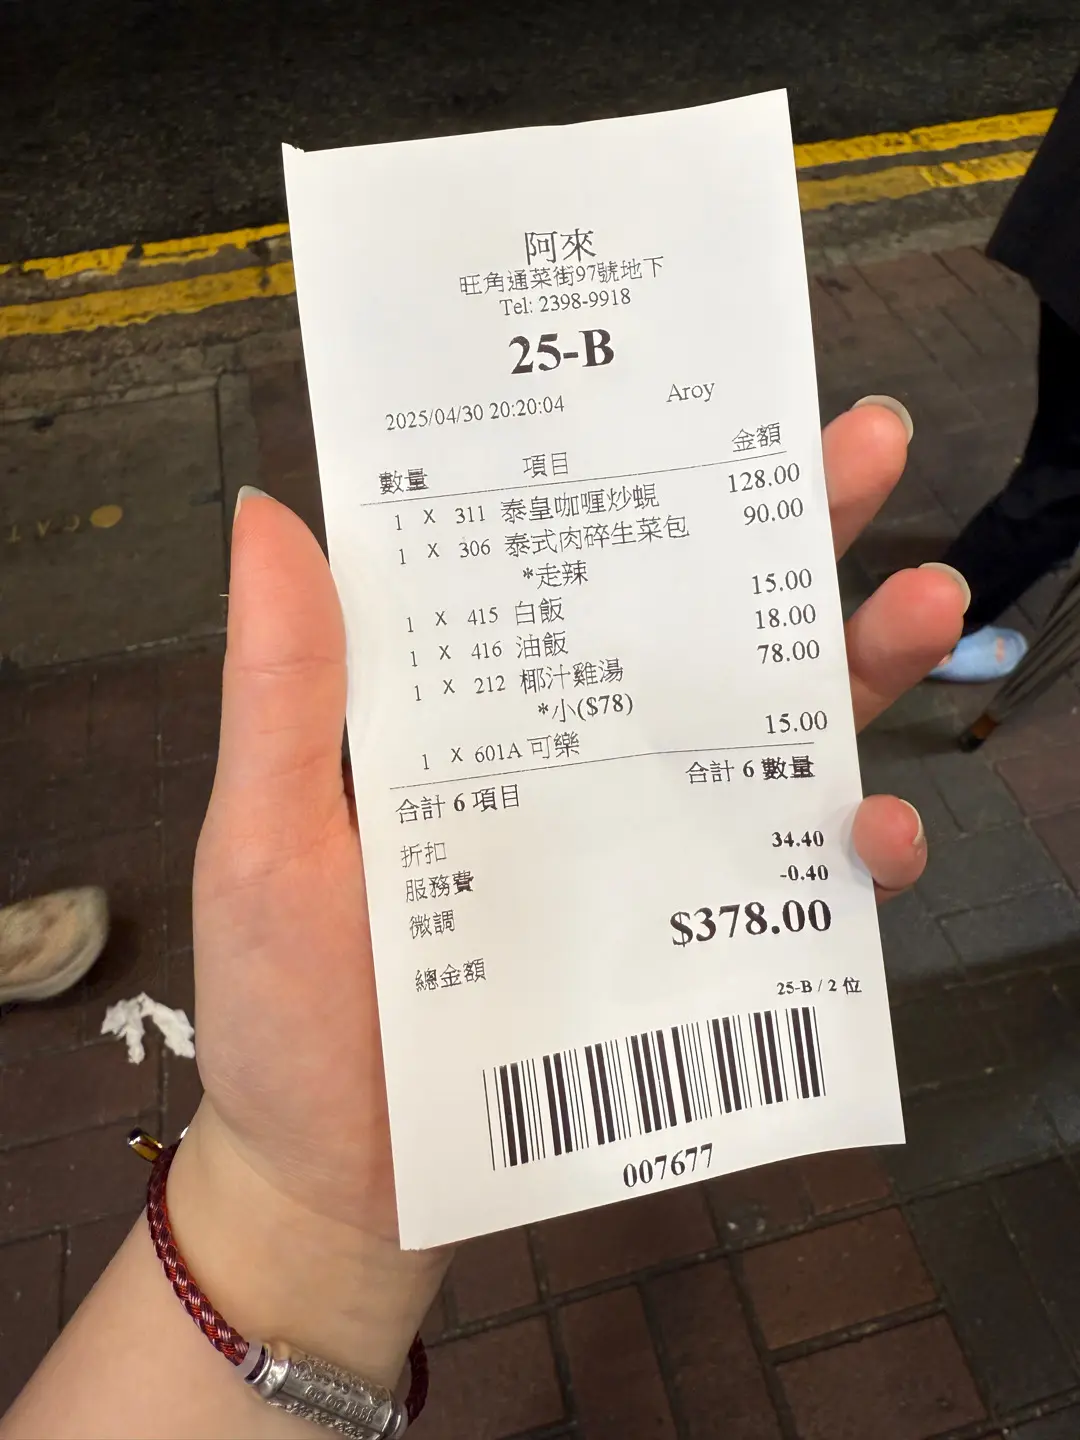 阿來
旺角通菜街97號地下
Tel: 2398-9918
25-B
2025/04/30 20:20:04 Aroy
數量 項目 金額
1 X 311 泰皇咖喱炒蜆 128.00
1 X 306 泰式肉碎生菜包 90.00
*走辣
1 X 415 白飯 15.00
1 X 416 油飯 18.00
1 X 212 椰汁雞湯 78.00
*小($78)
1 X 601A 可樂 15.00
合計 6 項目 合計 6 數量
折扣
服務費 34.40
微調 -0.40
總金額 $378.00
25-B / 2 位
007677